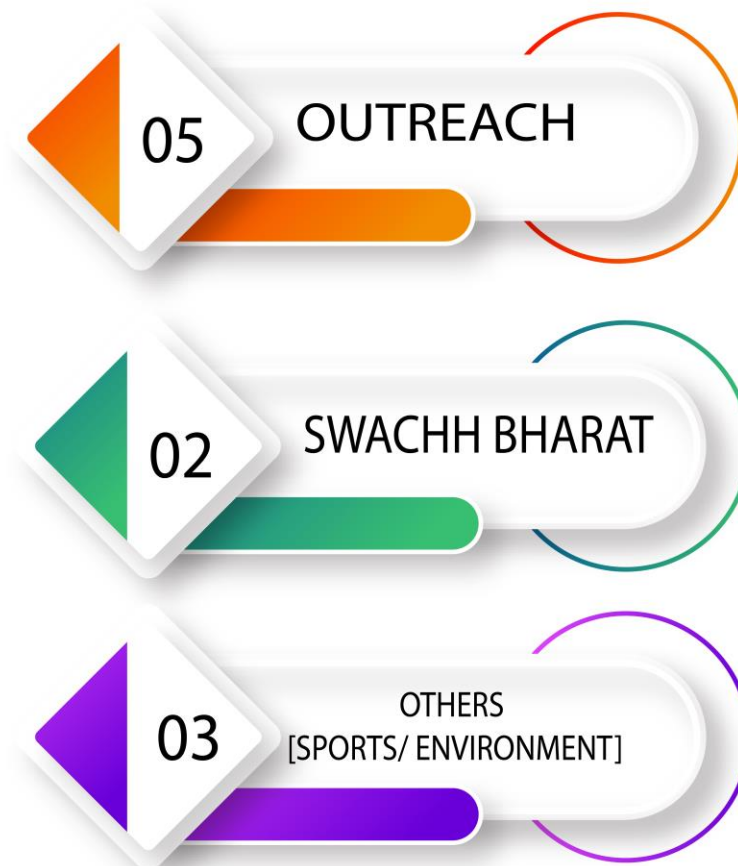 05
OUTREACH
02
SWACHH BHARAT
03
OTHERS
[SPORTS/ ENVIRONMENT]